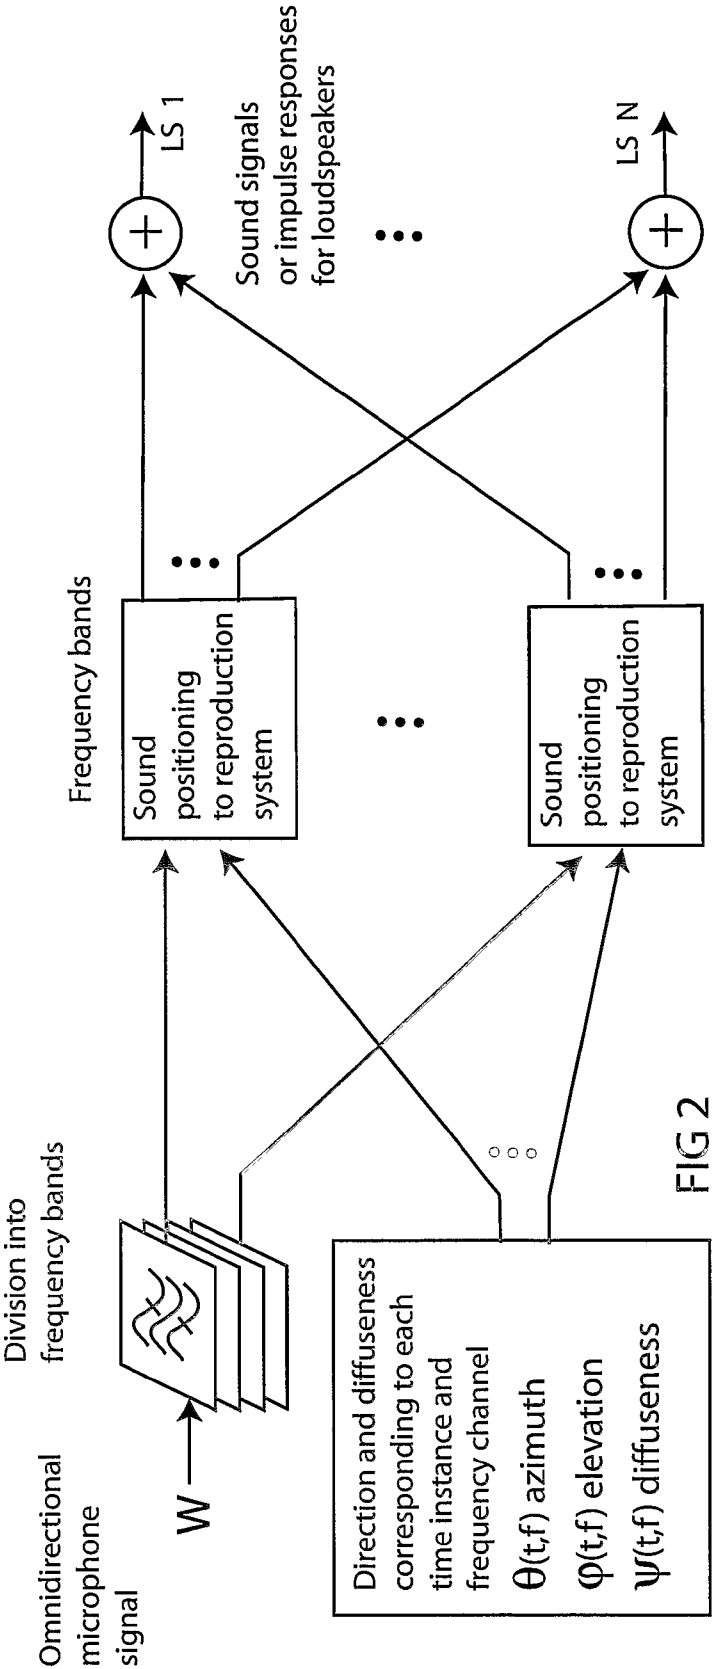 Omnidirectional
microphone
signal
W
Division into
frequency bands
Direction and diffuseness
corresponding to each
time instance and
frequency channel
θ(t,f) azimuth
φ(t,f) elevation
ψ(t,f) diffuseness
Frequency bands
Sound
positioning
to reproduction
system
Sound
positioning
to reproduction
system
+
LS 1
Sound signals
or impulse responses
for loudspeakers
+
LS N
FIG 2